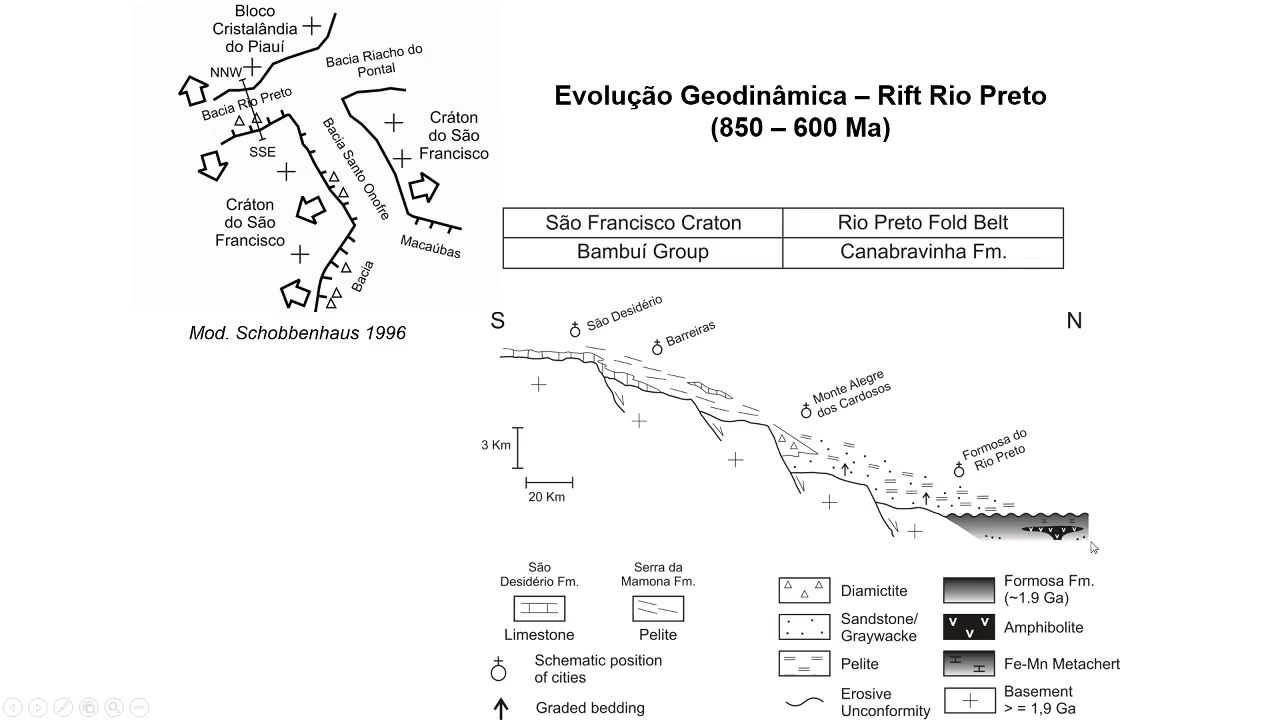 Bloco
Cristalândia
do Piauí
NNW
Bacia Riacho do
Pontal
Bacia Rio Preto
SSE
Bacia Santo Onofre
Cráton
do São
Francisco
Cráton
do São
Francisco
Macaúbas
Bacia
Mod. Schobbenhaus 1996
Evolução Geodinâmica – Rift Rio Preto
(850 – 600 Ma)
São Francisco Craton
Rio Preto Fold Belt
Bambuí Group
Canabravinha Fm.
S
N
São Desidério
Barreiras
Monte Alegre
dos Cardosos
Formosa do
Rio Preto
3 Km
20 Km
São
Desidério Fm.
Limestone
Serra da
Mamona Fm.
Pelite
Schematic position
of cities
Graded bedding
Diamictite
Sandstone/
Graywacke
Pelite
Erosive
Unconformity
Formosa Fm.
(~1.9 Ga)
Amphibolite
Fe-Mn Metachert
Basement
> = 1,9 Ga